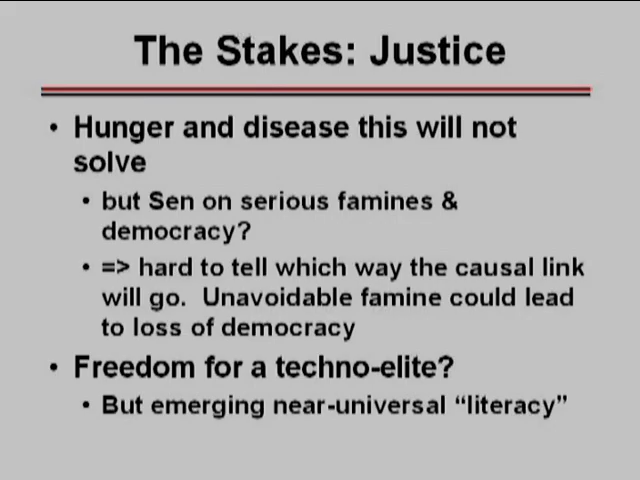 The Stakes: Justice
• Hunger and disease this will not
solve
• but Sen on serious famines &
democracy?
• => hard to tell which way the causal link
will go.  Unavoidable famine could lead
to loss of democracy
• Freedom for a techno-elite?
• But emerging near-universal “literacy”